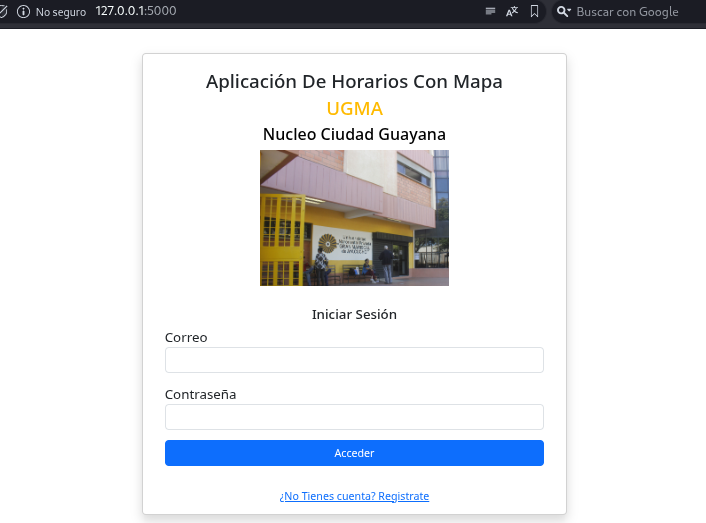 No seguro 127.0.0.1:5000
Buscar con Google
Aplicación De Horarios Con Mapa
UGMA
Nucleo Ciudad Guayana
Iniciar Sesión
Correo
Contraseña
Acceder
¿No Tienes cuenta? Registrate